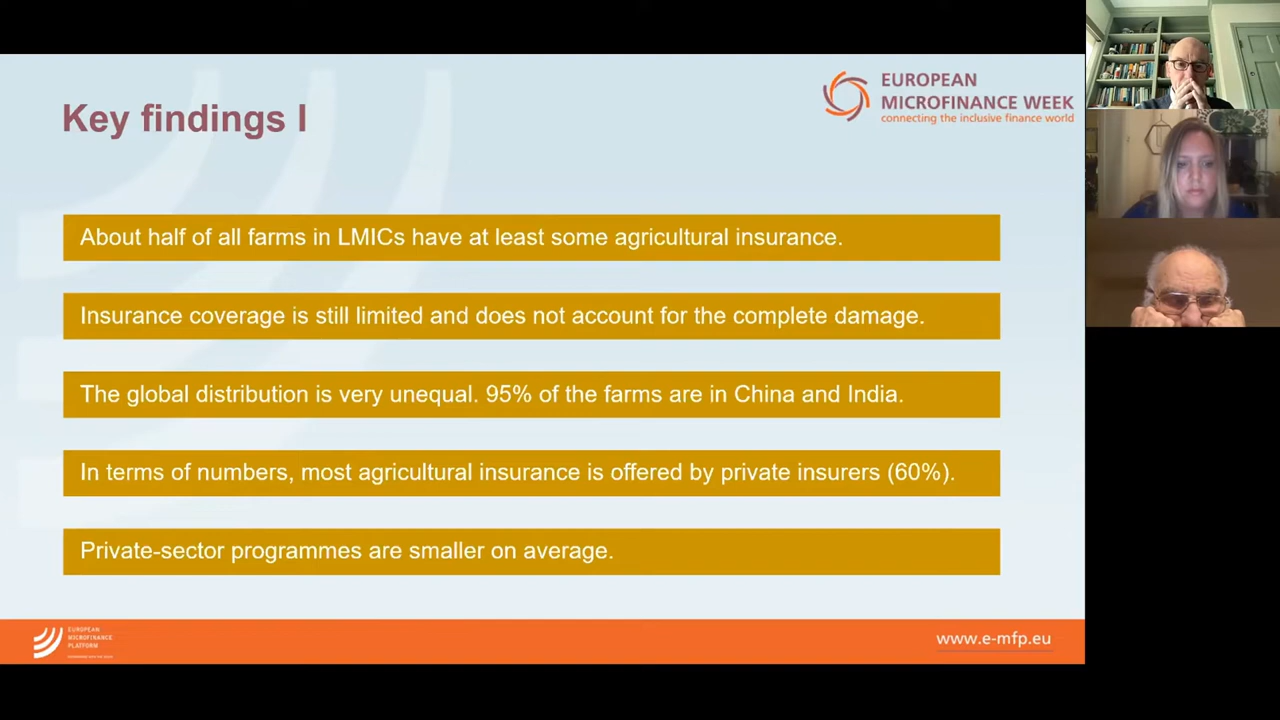 Key findings I
EUROPEAN
MICROFINANCE WEEK
connecting the inclusive finance world
About half of all farms in LMICs have at least some agricultural insurance.
Insurance coverage is still limited and does not account for the complete damage.
The global distribution is very unequal. 95% of the farms are in China and India.
In terms of numbers, most agricultural insurance is offered by private insurers (60%).
Private-sector programmes are smaller on average.
EUROPEAN
MICROFINANCE
PLATFORM
www.e-mfp.eu